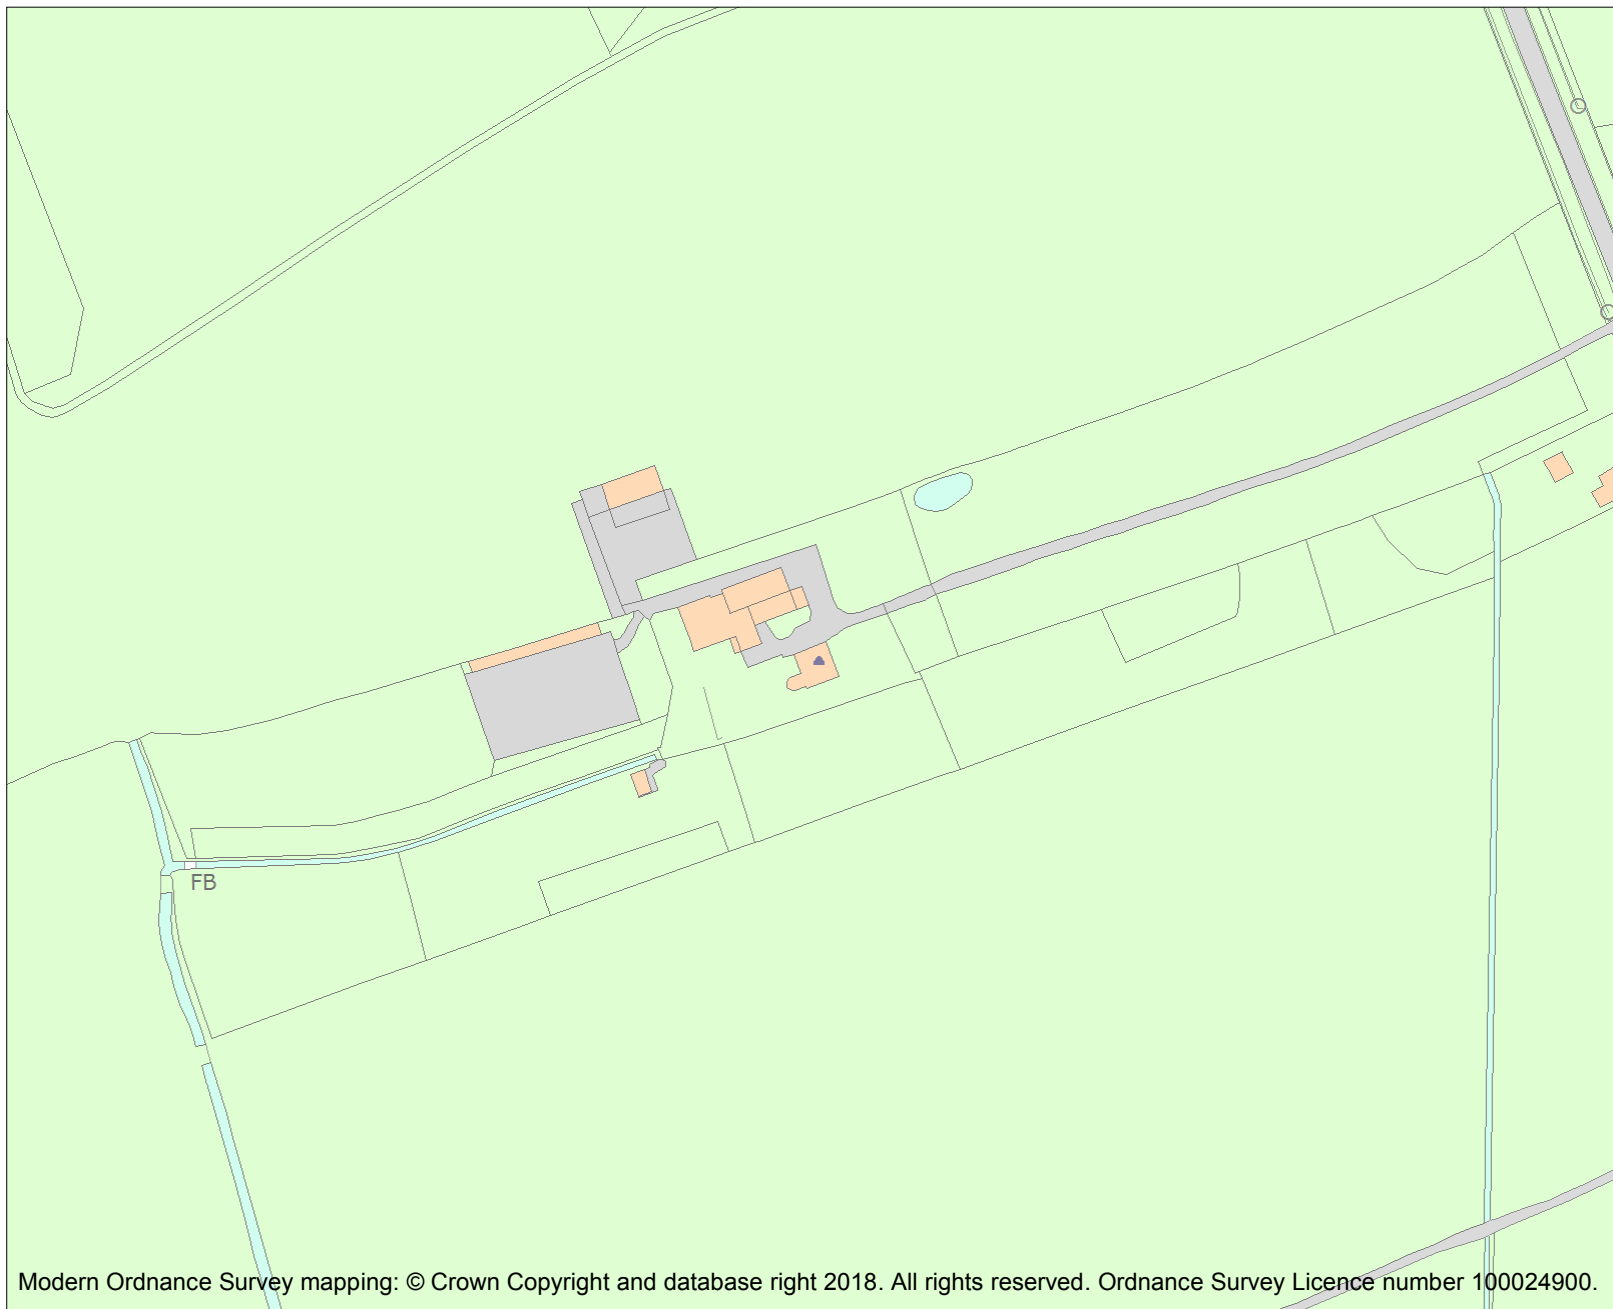 FB
Modern Ordnance Survey mapping: © Crown Copyright and database right 2018. All rights reserved. Ordnance Survey Licence number 100024900.